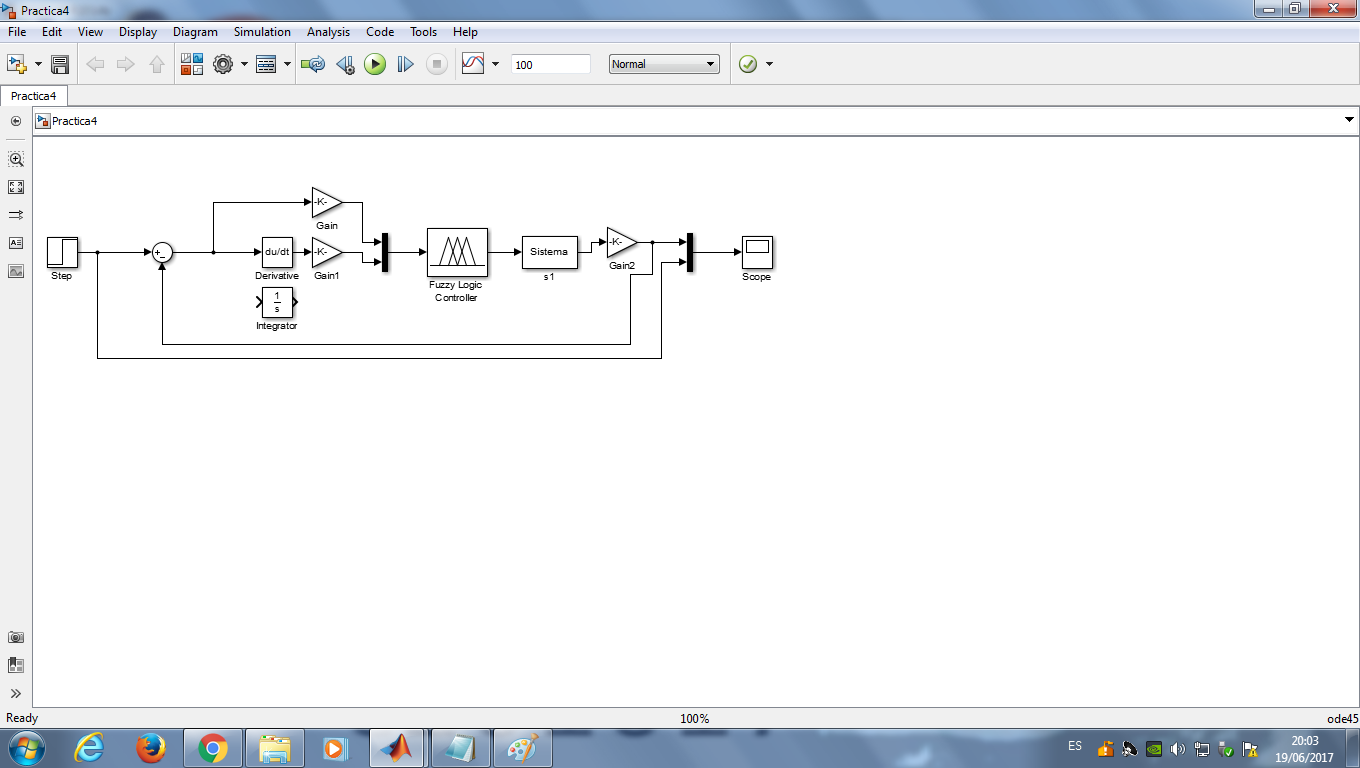 Practica4
File Edit View Display Diagram Simulation Analysis Code Tools Help
100 Normal
Practica4
Practica4
-K-
Gain
Step
+
-
du/dt
Derivative
-K-
Gain1
Fuzzy Logic
Controller
Sistema
s1
-K-
Gain2
Scope
1
s
Integrator
Ready 100% ode45
ES
20:03
19/06/2017